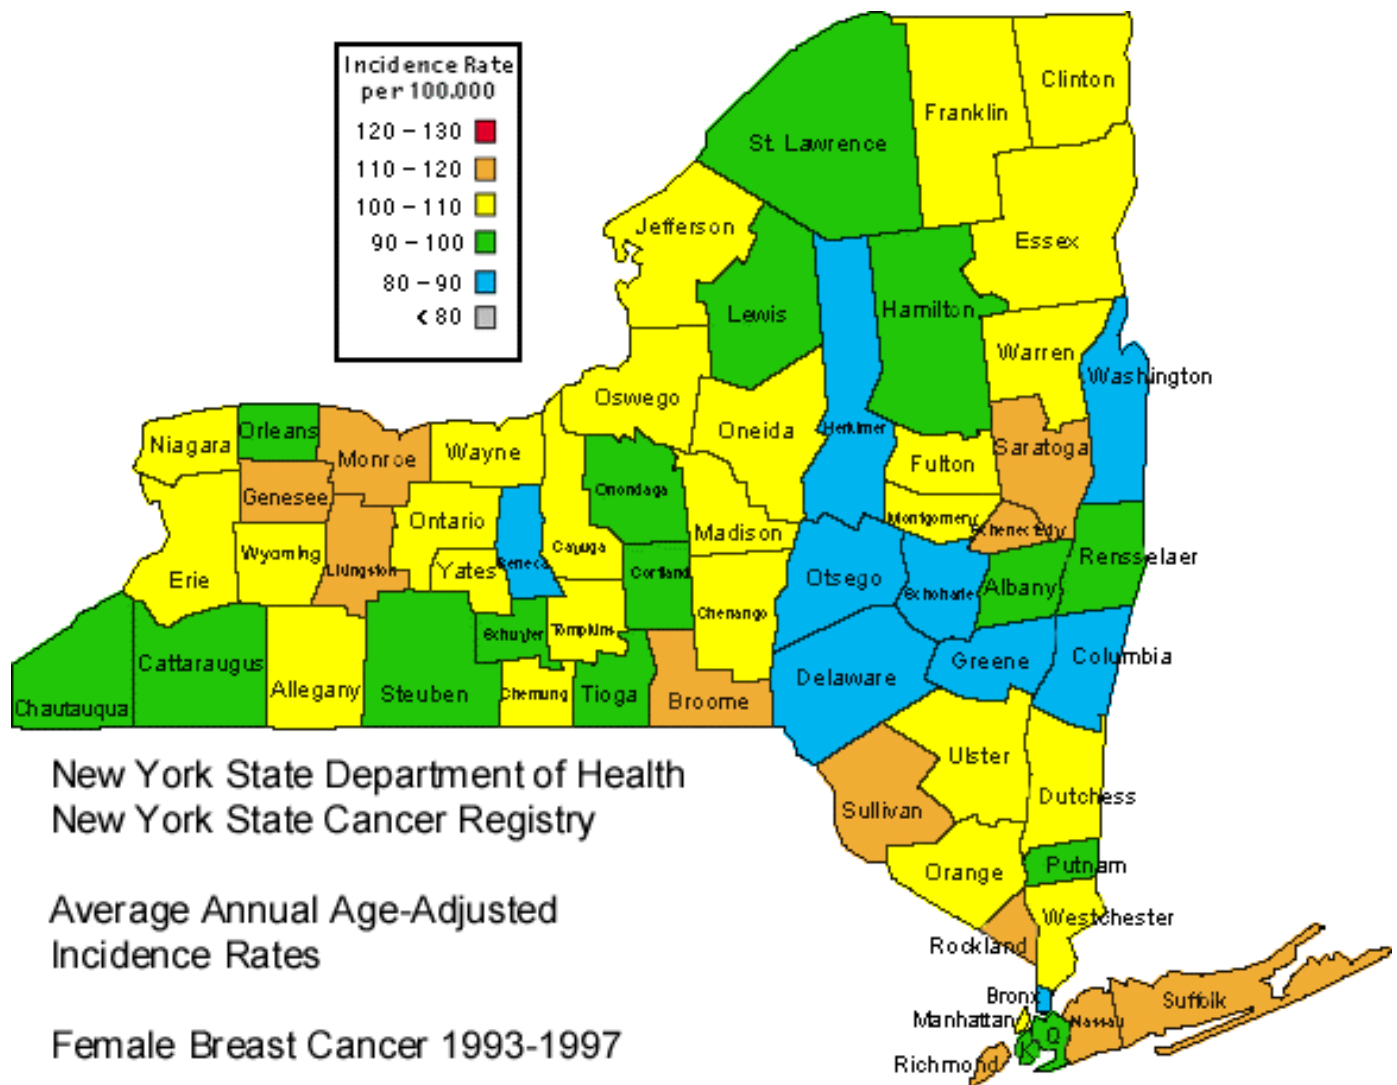 Incidence Rate
per 100,000
120 – 130
110 – 120
100 – 110
90 – 100
80 – 90
< 80
Clinton
Franklin
St. Lawrence
Jefferson
Essex
Lewis
Hamilton
Warren
Washington
Oswego
Oneida
Herkimer
Niagara
Orleans
Monroe
Wayne
Fulton
Saratoga
Genesee
Onondaga
Ontario
Montgomery
Schenectady
Madison
Wyoming
Cayuga
Erie
Livingston
Yates
Seneca
Cortland
Otsego
Schoharie
Albany
Rensselaer
Chenango
Schuyler
Tompkins
Cattaraugus
Greene
Columbia
Delaware
Chautauqua
Allegany
Steuben
Chemung
Tioga
Broome
Ulster
New York State Department of Health
New York State Cancer Registry
Dutchess
Sullivan
Putnam
Orange
Westchester
Average Annual Age-Adjusted
Incidence Rates
Rockland
Bronx
Suffolk
Manhattan
Nassau
Q
K
Richmond
Female Breast Cancer 1993-1997